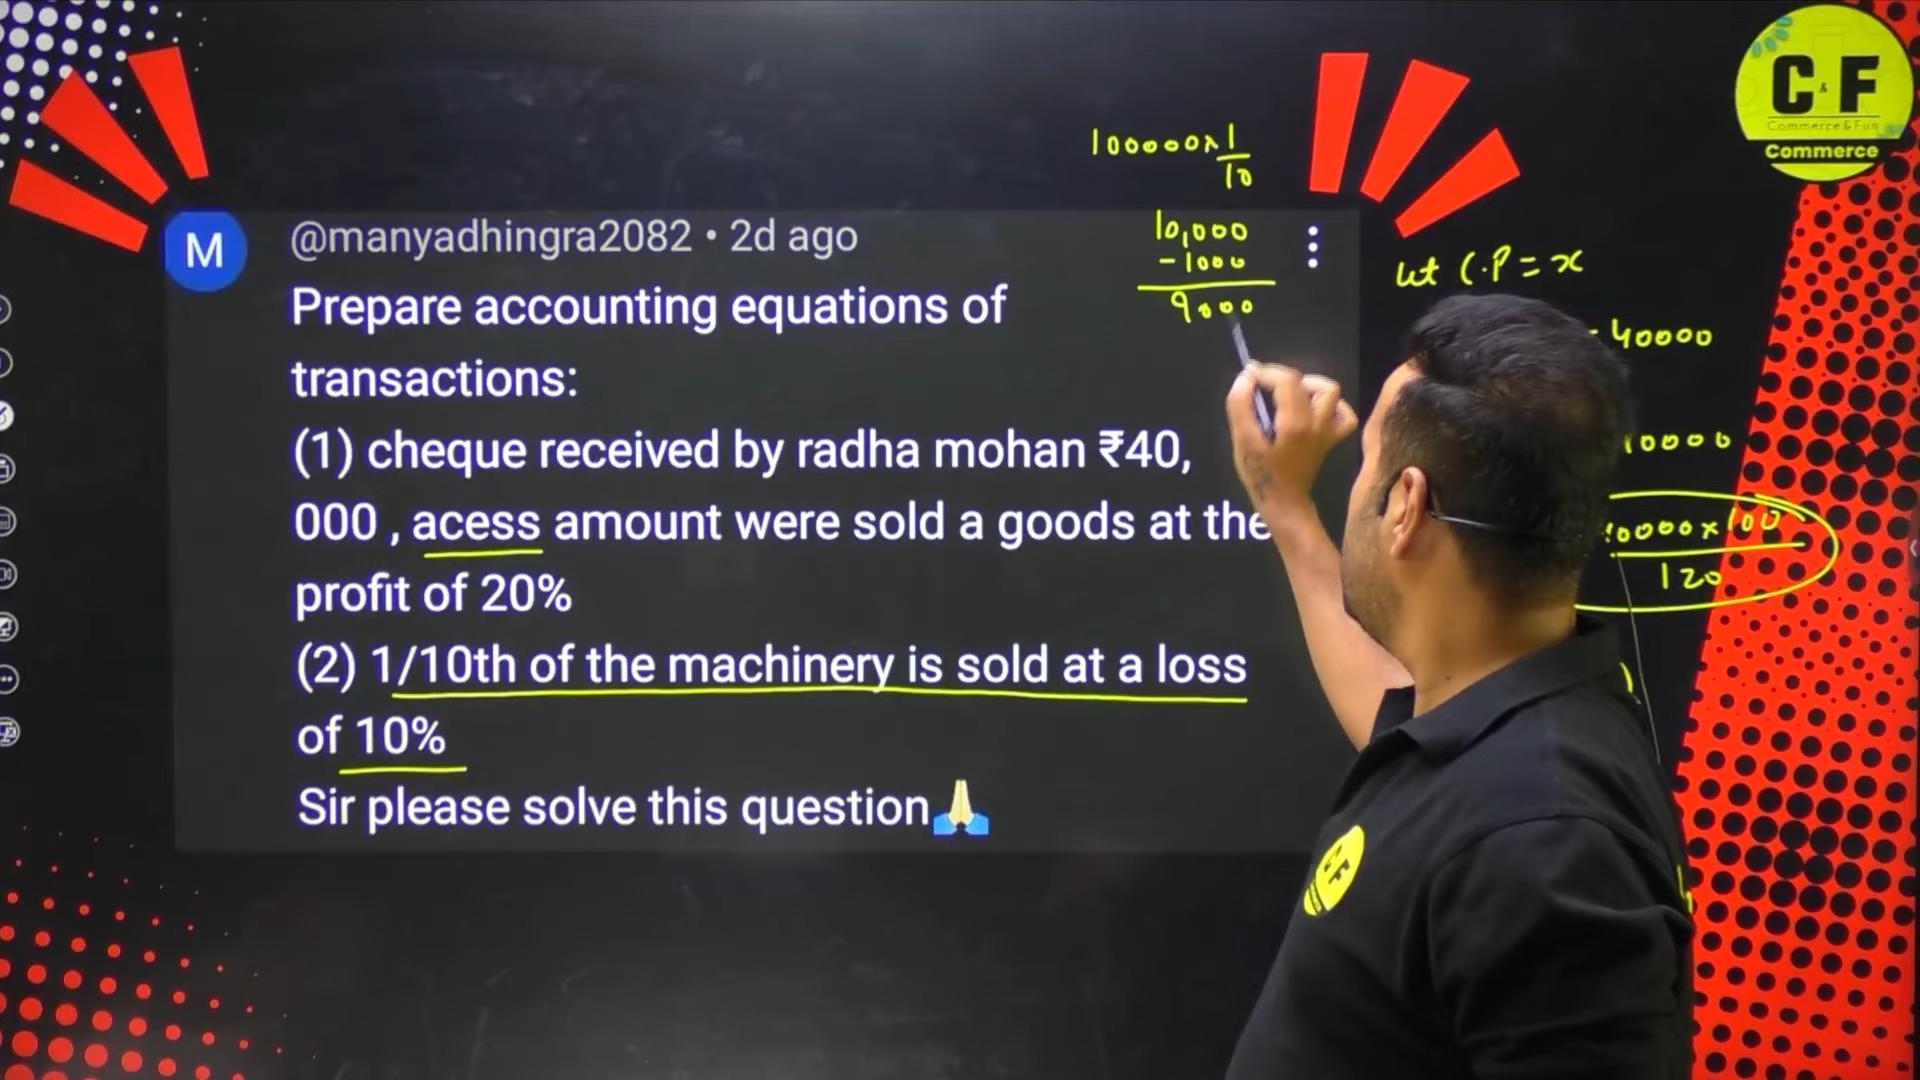 C&F
Commerce & Fun
Commerce
100000×1
10
10,000
-1000
9000
let C.P = x
40000
M
@manyadhingra2082 • 2d ago
Prepare accounting equations of
transactions:
(1) cheque received by radha mohan ₹40,
000 , acess amount were sold a goods at the
profit of 20%
(2) 1/10th of the machinery is sold at a loss
of 10%
Sir please solve this question🙏
0000×100
120
CF